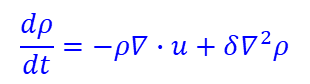 dρ/dt = −ρ∇ · u + δ∇²ρ